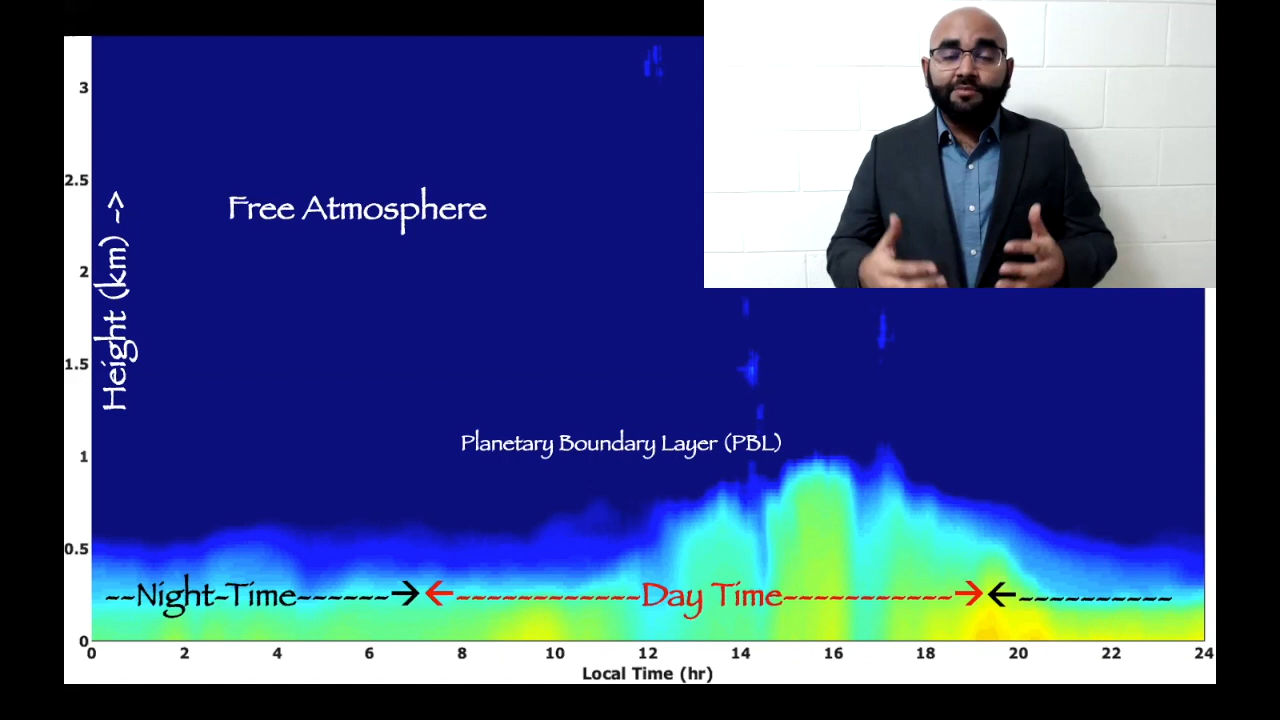 3
2.5
2
1.5
1
0.5
0
Height (km) ->
Free Atmosphere
Planetary Boundary Layer (PBL)
--Night-Time------→ ←------------Day Time-----------→ ←----------
0 2 4 6 8 10 12 14 16 18 20 22 24
Local Time (hr)